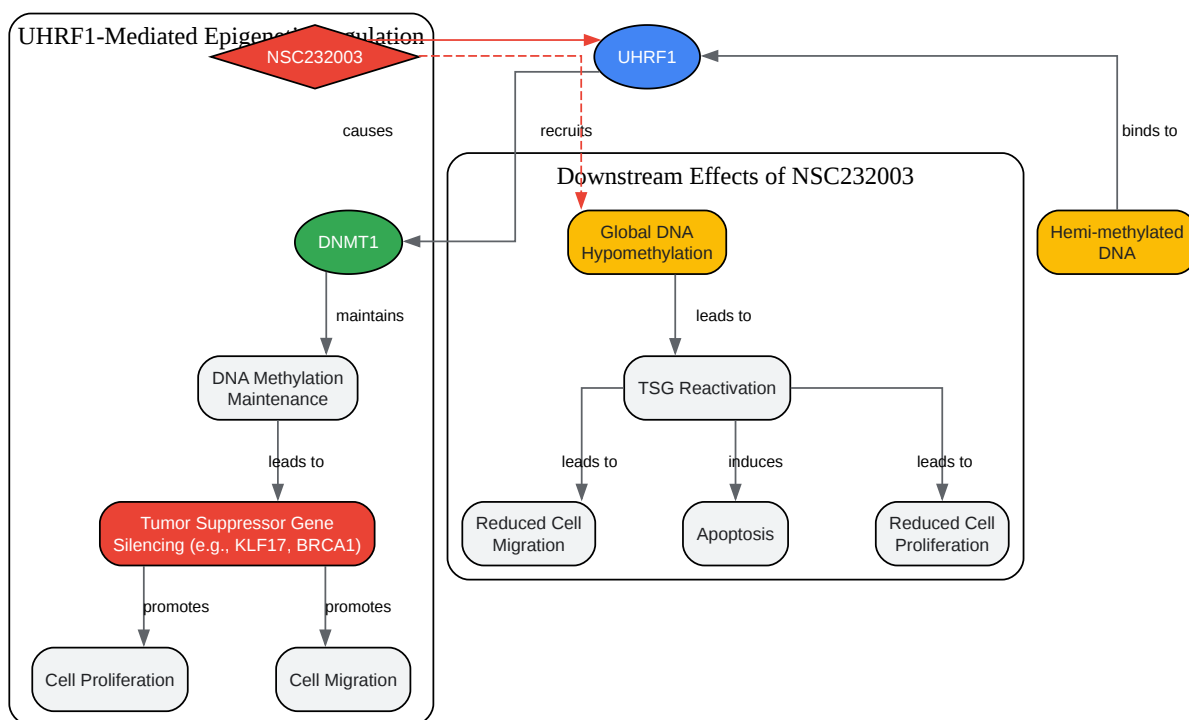 UHRF1-Mediated Epigenetic Regulation
NSC232003
UHRF1
causes
recruits
binds to
Downstream Effects of NSC232003
DNMT1
Global DNA
Hypomethylation
Hemi-methylated
DNA
maintains
leads to
DNA Methylation
Maintenance
TSG Reactivation
leads to
leads to
induces
leads to
Tumor Suppressor Gene
Silencing (e.g., KLF17, BRCA1)
Reduced Cell
Migration
Apoptosis
Reduced Cell
Proliferation
promotes
promotes
Cell Proliferation
Cell Migration